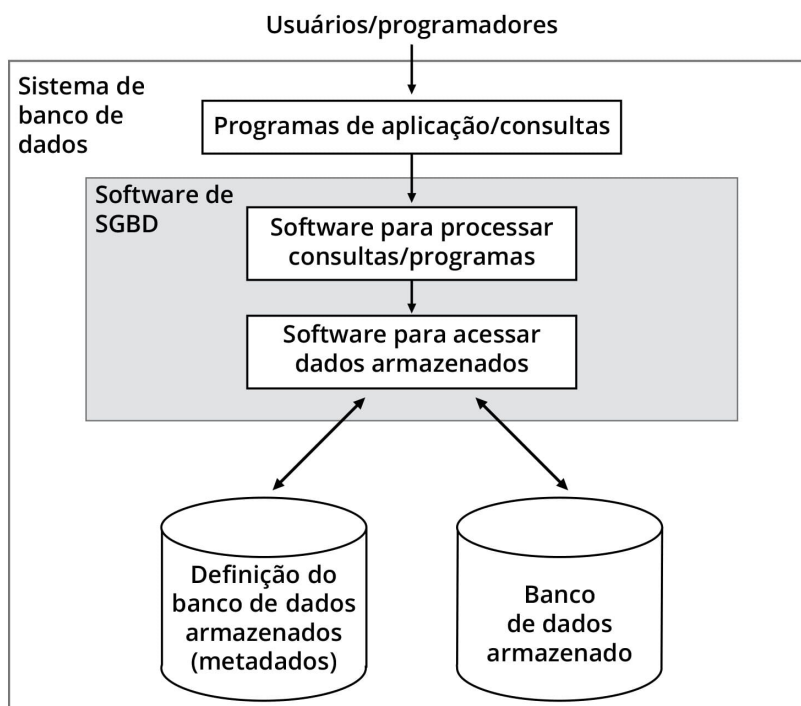 Usuários/programadores
Sistema de
banco de
dados
Programas de aplicação/consultas
Software de
SGBD
Software para processar
consultas/programas
Software para acessar
dados armazenados
Definição do
banco de dados
armazenados
(metadados)
Banco
de dados
armazenado